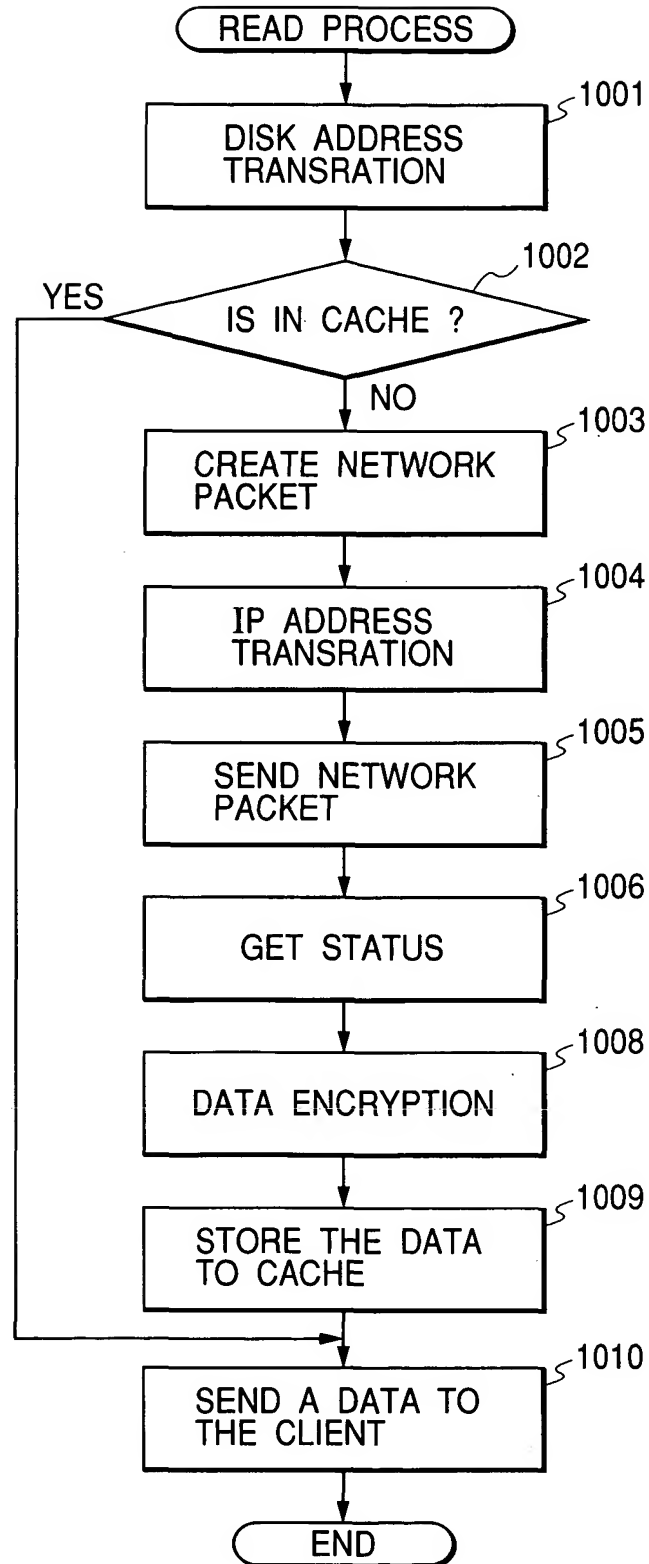 READ PROCESS
1001
DISK ADDRESS
TRANSRATION
1002
YES
IS IN CACHE ?
NO
1003
CREATE NETWORK
PACKET
1004
IP ADDRESS
TRANSRATION
1005
SEND NETWORK
PACKET
1006
GET STATUS
1008
DATA ENCRYPTION
1009
STORE THE DATA
TO CACHE
1010
SEND A DATA TO
THE CLIENT
END